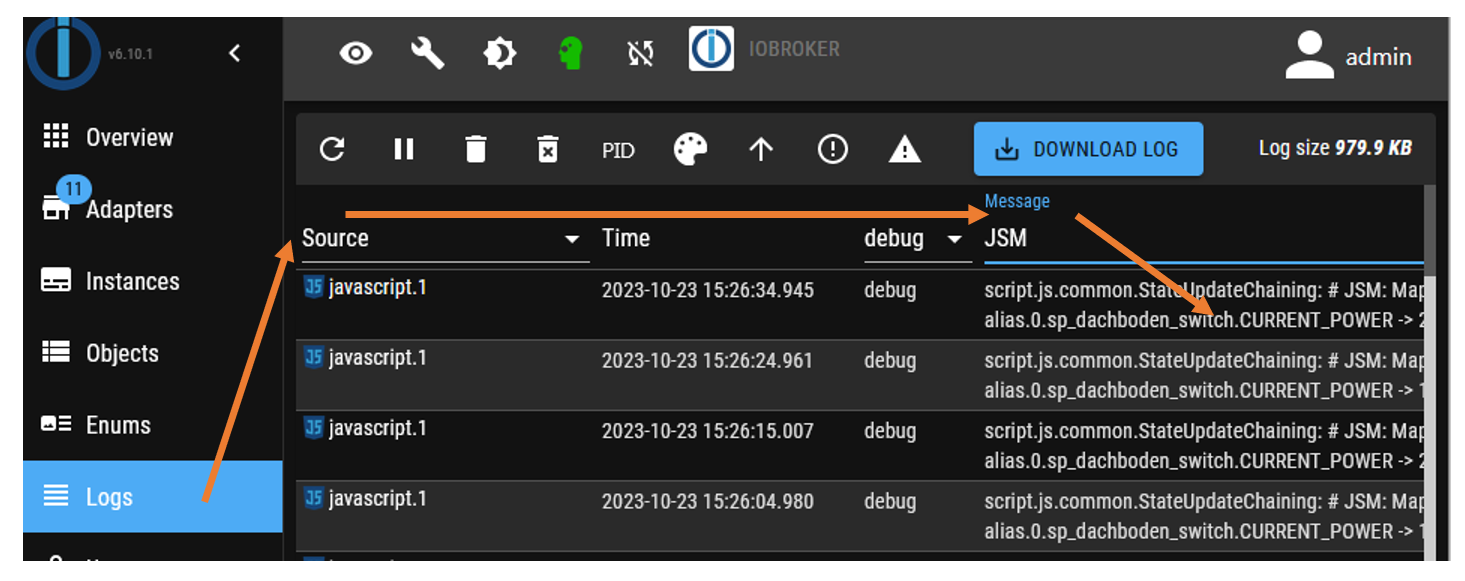 v6.10.1
IOBROKER
admin
Overview
11
Adapters
Instances
Objects
Enums
Logs
PID
DOWNLOAD LOG
Log size 979.9 KB
Message
Source Time debug JSM
javascript.1 2023-10-23 15:26:34.945 debug script.js.common.StateUpdateChaining: # JSM: Map
alias.0.sp_dachboden_switch.CURRENT_POWER -> 2
javascript.1 2023-10-23 15:26:24.961 debug script.js.common.StateUpdateChaining: # JSM: Map
alias.0.sp_dachboden_switch.CURRENT_POWER -> 1
javascript.1 2023-10-23 15:26:15.007 debug script.js.common.StateUpdateChaining: # JSM: Map
alias.0.sp_dachboden_switch.CURRENT_POWER -> 2
javascript.1 2023-10-23 15:26:04.980 debug script.js.common.StateUpdateChaining: # JSM: Map
alias.0.sp_dachboden_switch.CURRENT_POWER -> 1